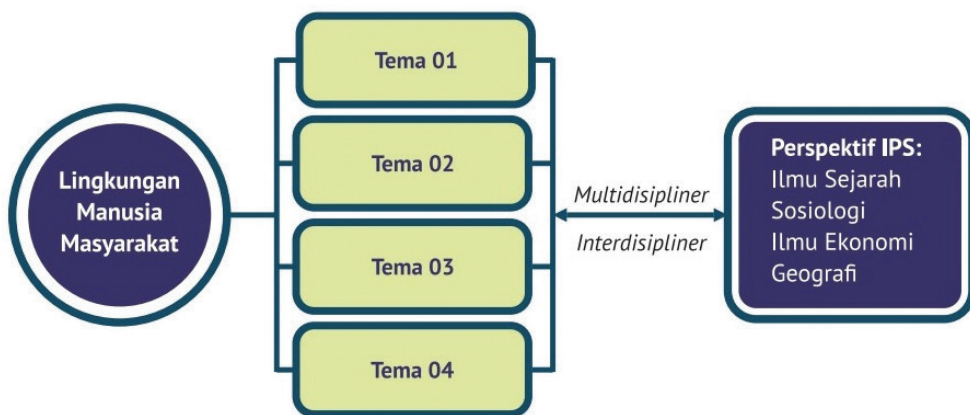 Lingkungan
Manusia
Masyarakat
Tema 01
Tema 02
Tema 03
Tema 04
Multidisipliner
Interdisipliner
Perspektif IPS:
Ilmu Sejarah
Sosiologi
Ilmu Ekonomi
Geografi